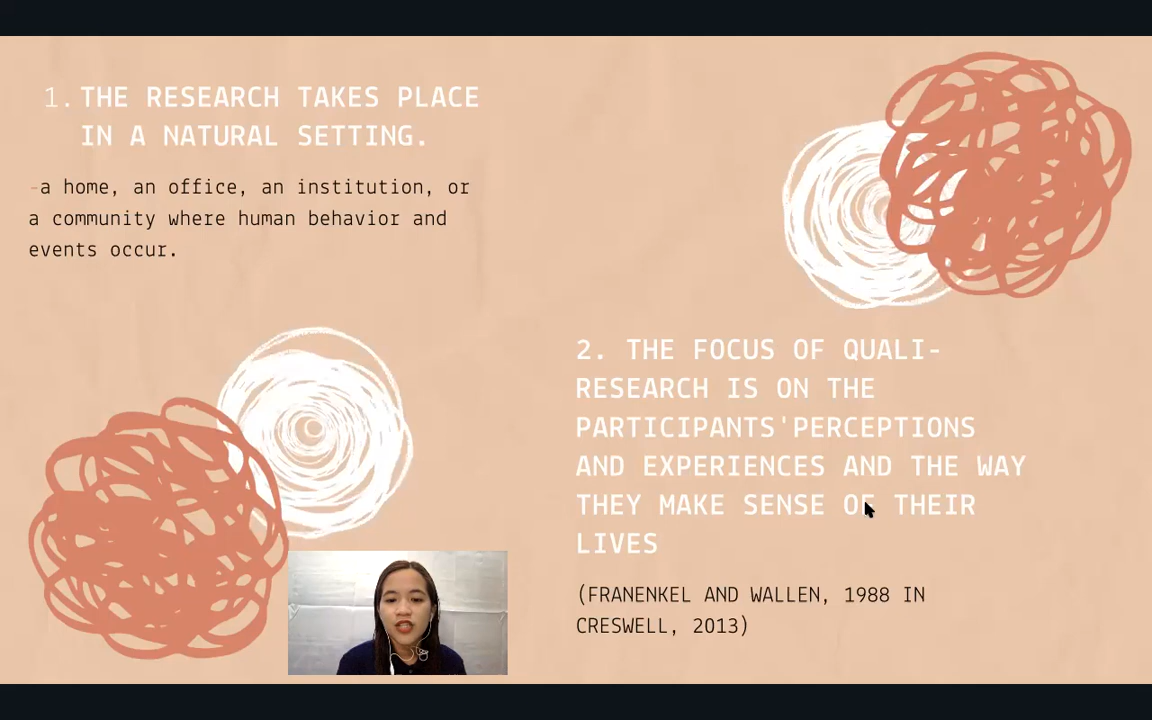 1. THE RESEARCH TAKES PLACE
IN A NATURAL SETTING.
-a home, an office, an institution, or
a community where human behavior and
events occur.
2. THE FOCUS OF QUALI-
RESEARCH IS ON THE
PARTICIPANTS'PERCEPTIONS
AND EXPERIENCES AND THE WAY
THEY MAKE SENSE OF THEIR
LIVES
(FRANENKEL AND WALLEN, 1988 IN
CRESWELL, 2013)